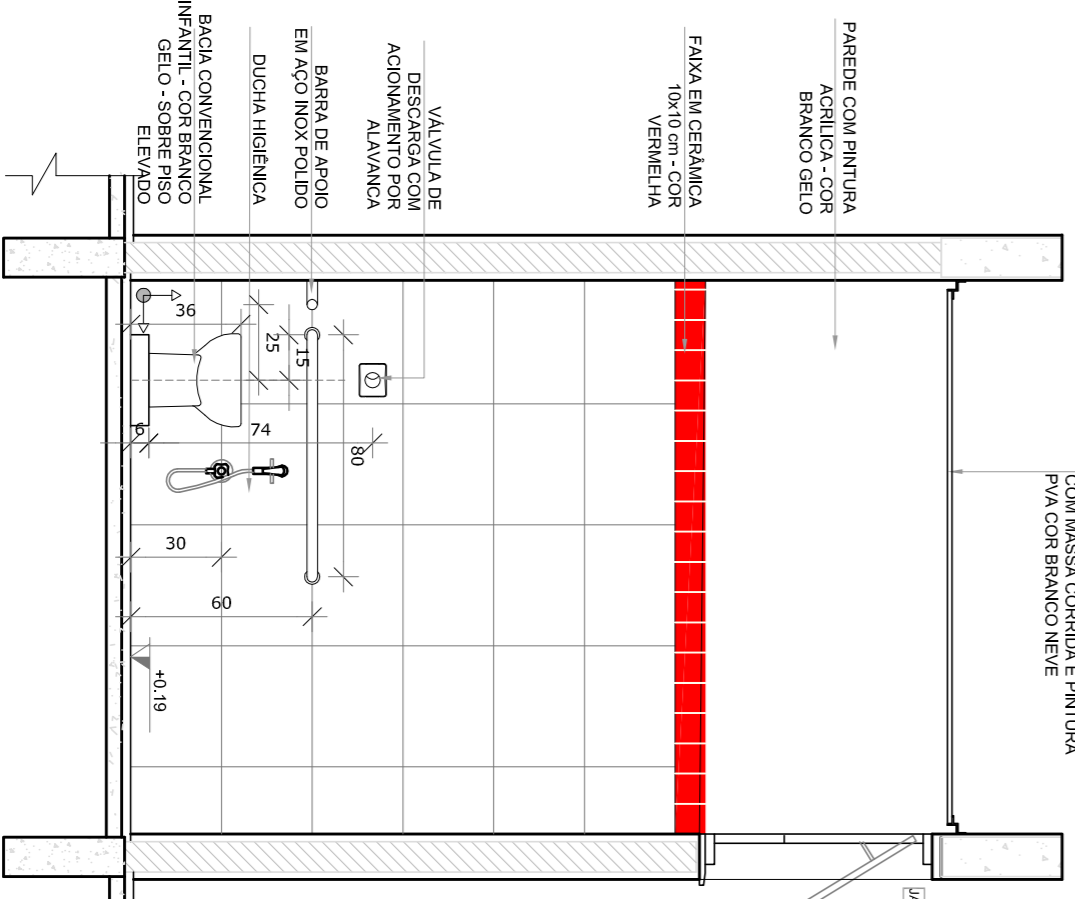 BACIA CONVENCIONAL
INFANTIL - COR BRANCO
GELO - SOBRE PISO
ELEVADO
DUCHA HIGIÊNICA
BARRA DE APOIO
EM AÇO INOX POLIDO
VÁLVULA DE
DESCARGA COM
ACIONAMENTO POR
ALAVANCA
FAIXA EM CERÂMICA
10x10 cm - COR
VERMELHA
PAREDE COM PINTURA
ACRILICA - COR
BRANCO GELO
COM MASSA CORRIDA E PINTURA
PVA COR BRANCO NEVE
36
25
15
6
74
80
30
60
+0.19